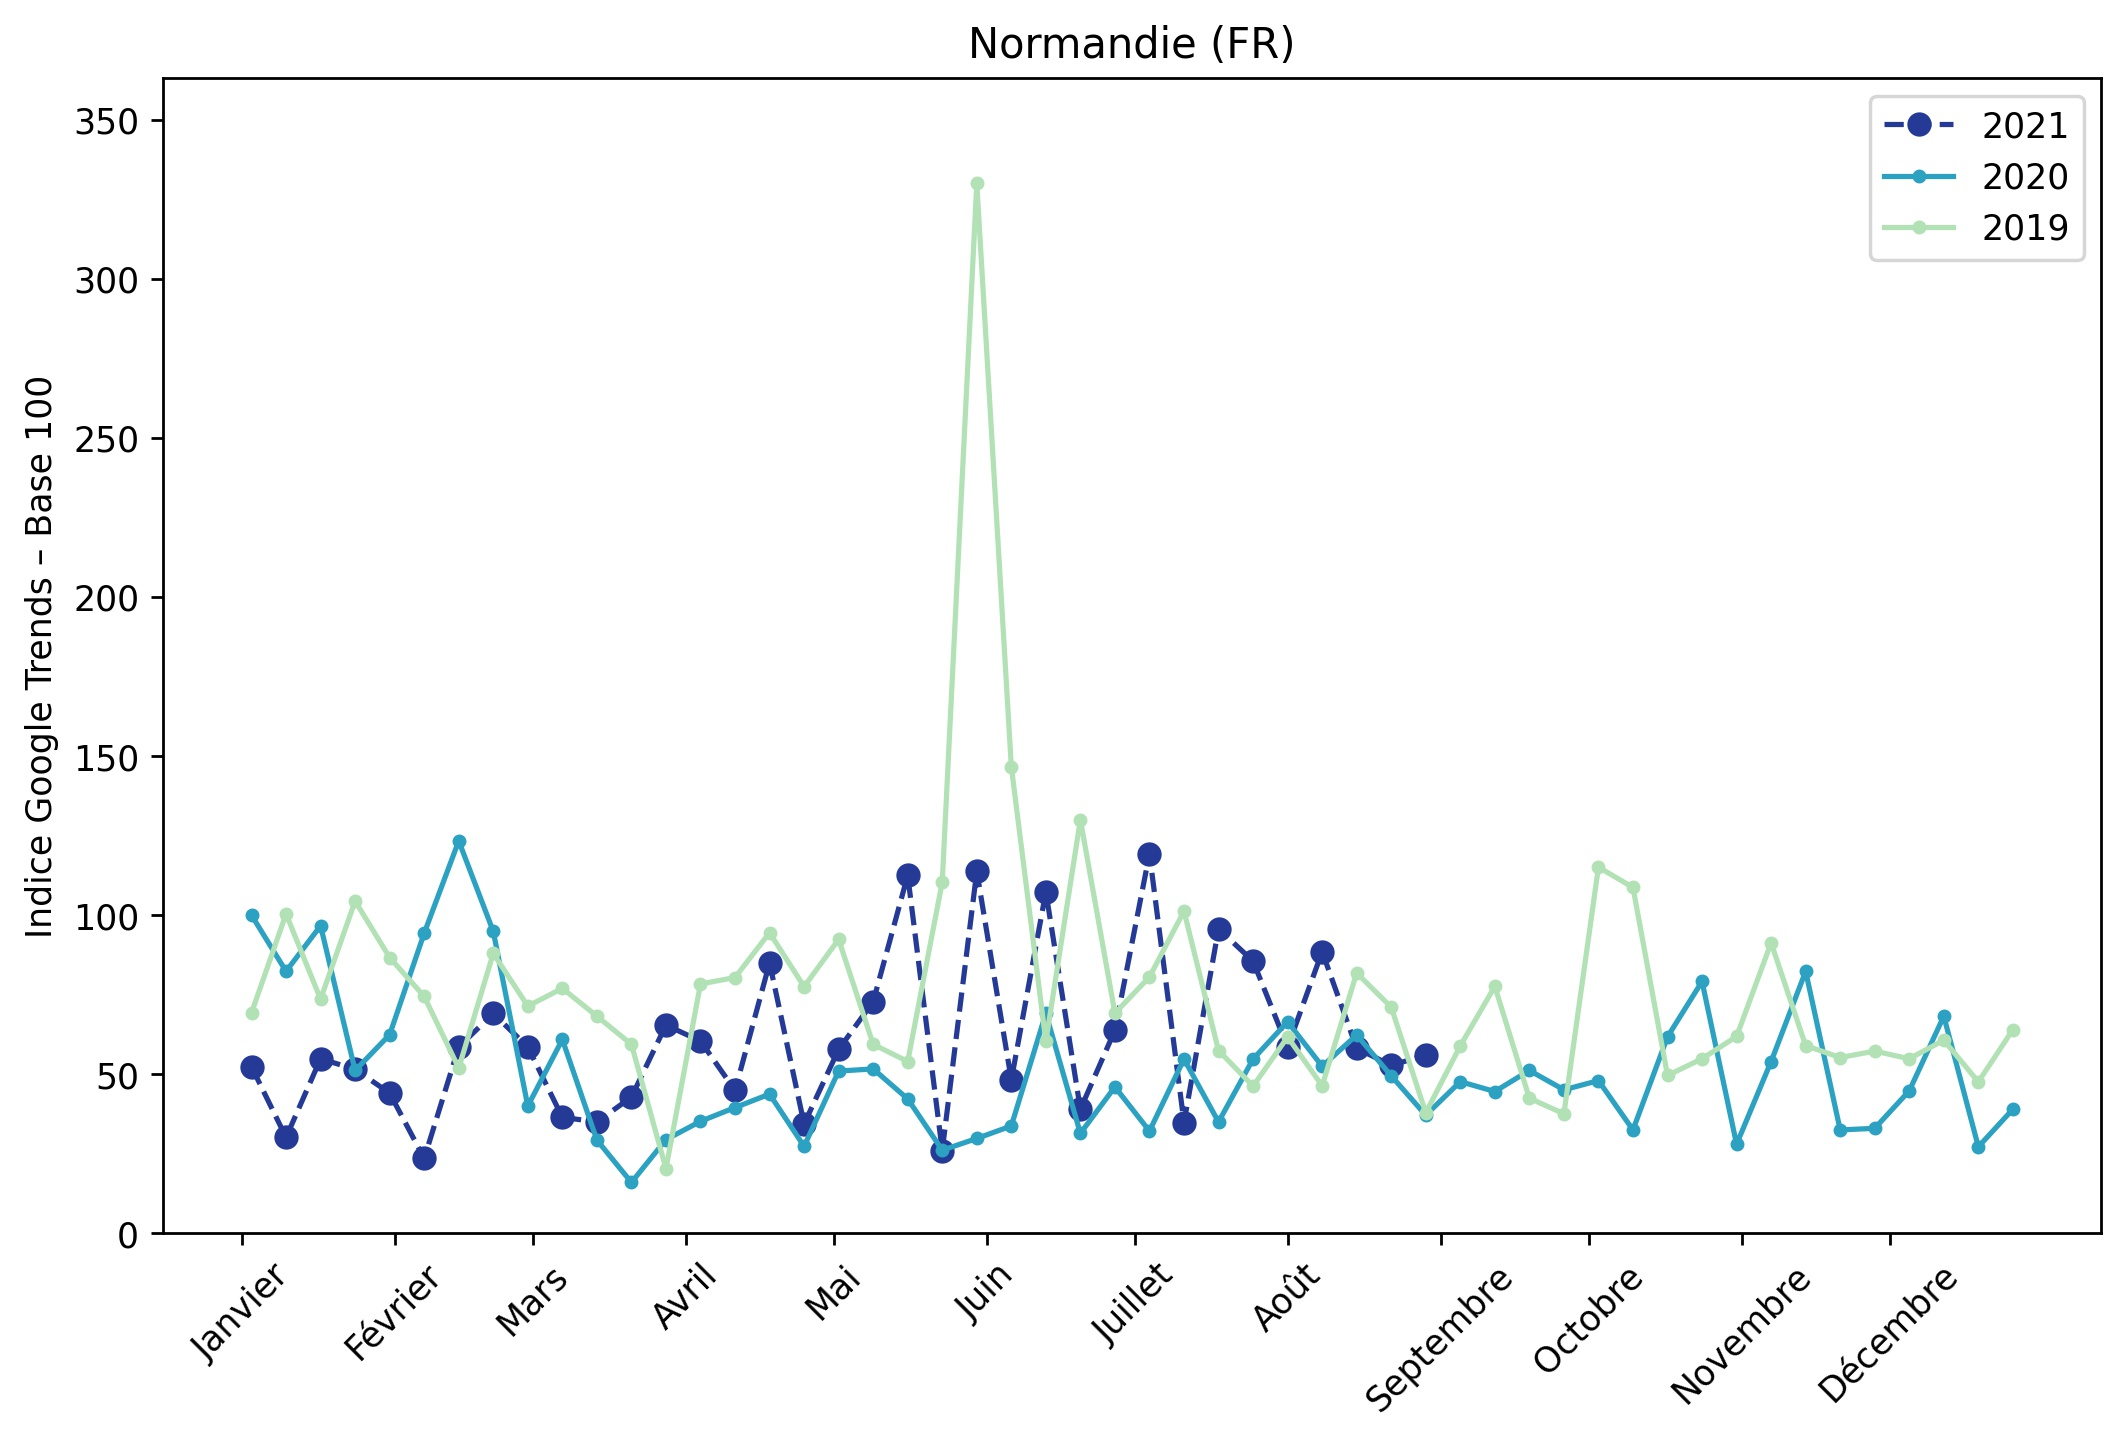 Normandie (FR)
350
300
250
200
150
100
50
0
Indice Google Trends – Base 100
2021
2020
2019
Janvier
Février
Mars
Avril
Mai
Juin
Juillet
Août
Septembre
Octobre
Novembre
Décembre